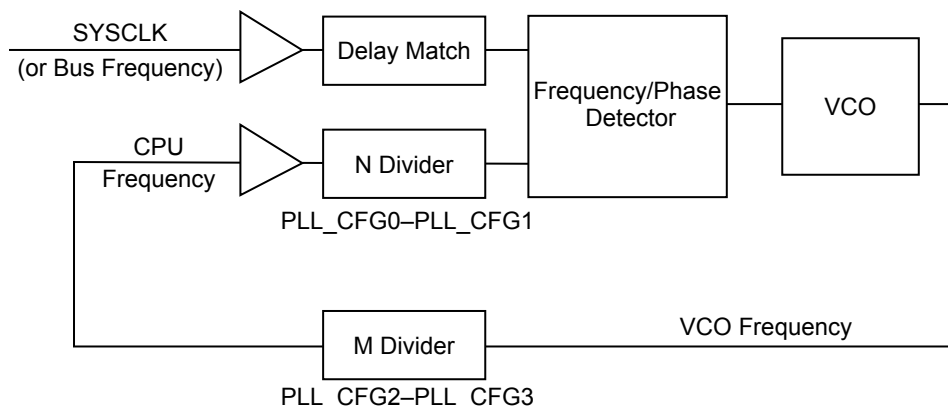 SYSCLK
(or Bus Frequency)
Delay Match
Frequency/Phase
Detector
VCO
CPU
Frequency
N Divider
PLL_CFG0–PLL_CFG1
VCO Frequency
M Divider
PLL_CFG2–PLL_CFG3